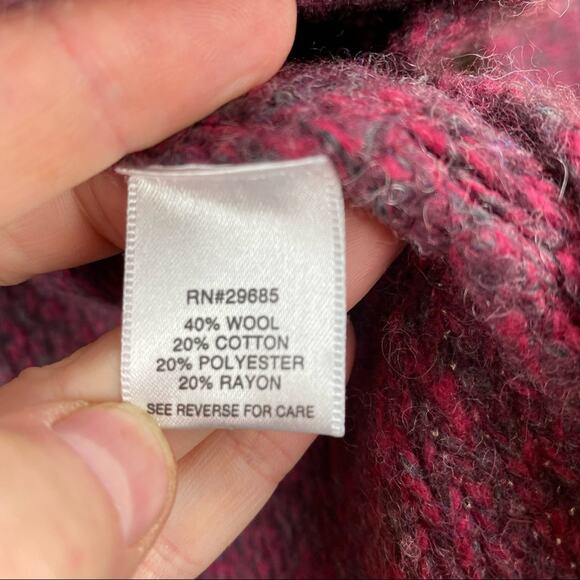 RN#29685
40% WOOL
20% COTTON
20% POLYESTER
20% RAYON
SEE REVERSE FOR CARE